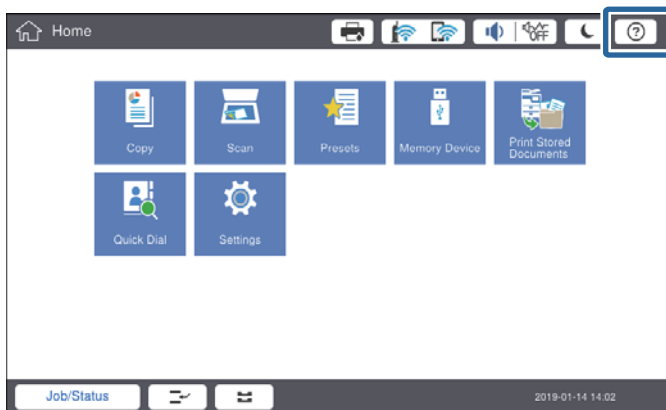 Home
OFF
?
Copy
Scan
Presets
Memory Device
Print Stored
Documents
Quick Dial
Settings
Job/Status
2019-01-14 14:02